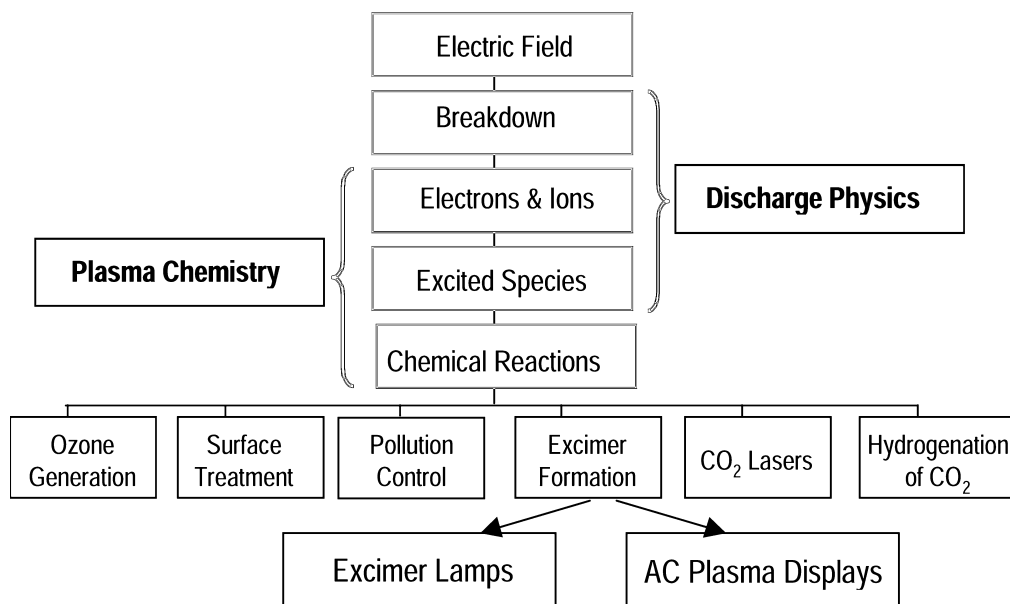 Electric Field
Breakdown
Electrons & Ions
Discharge Physics
Plasma Chemistry
Excited Species
Chemical Reactions
Ozone
Generation
Surface
Treatment
Pollution
Control
Excimer
Formation
CO₂ Lasers
Hydrogenation
of CO₂
Excimer Lamps
AC Plasma Displays